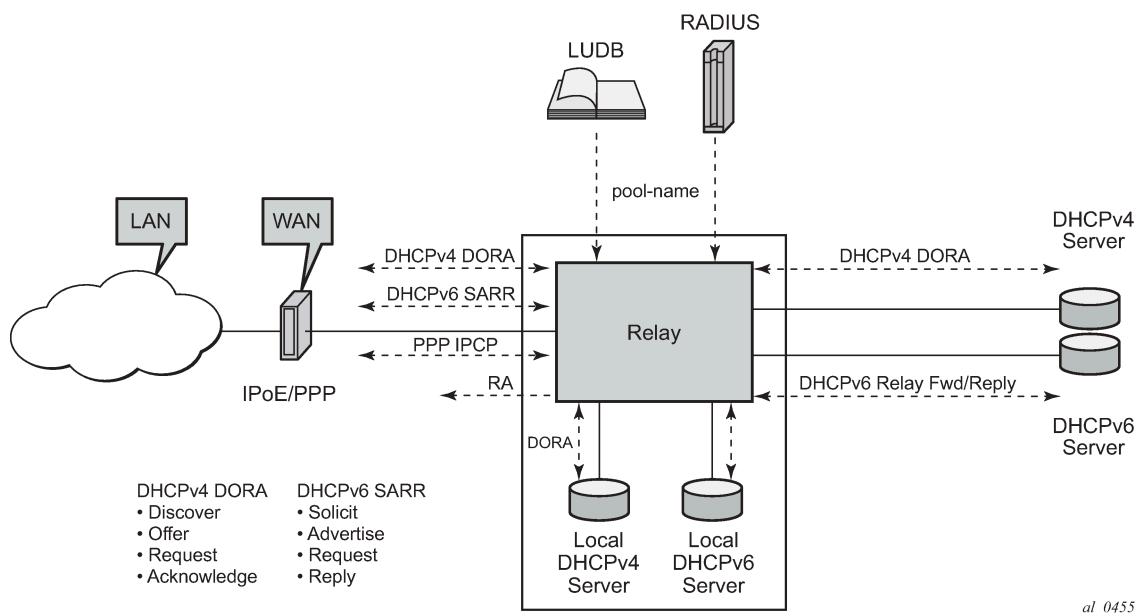 RADIUS
LUDB
pool-name
LAN
WAN
DHCPv4
Server
DHCPv4 DORA
DHCPv4 DORA
DHCPv6 SARR
Relay
PPP IPCP
IPoE/PPP
RA
DHCPv6 Relay Fwd/Reply
DHCPv6
Server
DORA
DHCPv4 DORA
• Discover
• Offer
• Request
• Acknowledge
DHCPv6 SARR
• Solicit
• Advertise
• Request
• Reply
Local
DHCPv4
Server
Local
DHCPv6
Server
al_0455